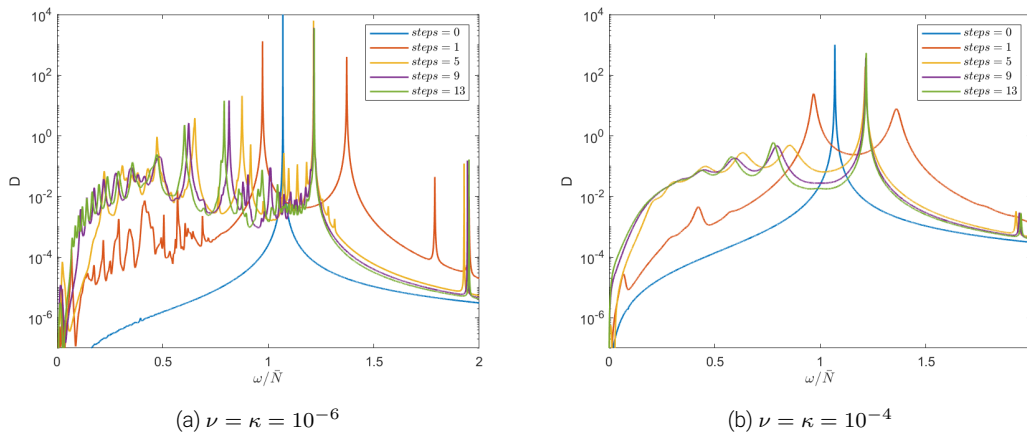 10^4
10^2
10^0
10^-2
10^-4
10^-6
D
0
0.5
1
1.5
2
ω/N̄
steps = 0
steps = 1
steps = 5
steps = 9
steps = 13
(a) ν = κ = 10^-6
10^4
10^2
10^0
10^-2
10^-4
10^-6
D
0
0.5
1
1.5
ω/N̄
steps = 0
steps = 1
steps = 5
steps = 9
steps = 13
(b) ν = κ = 10^-4